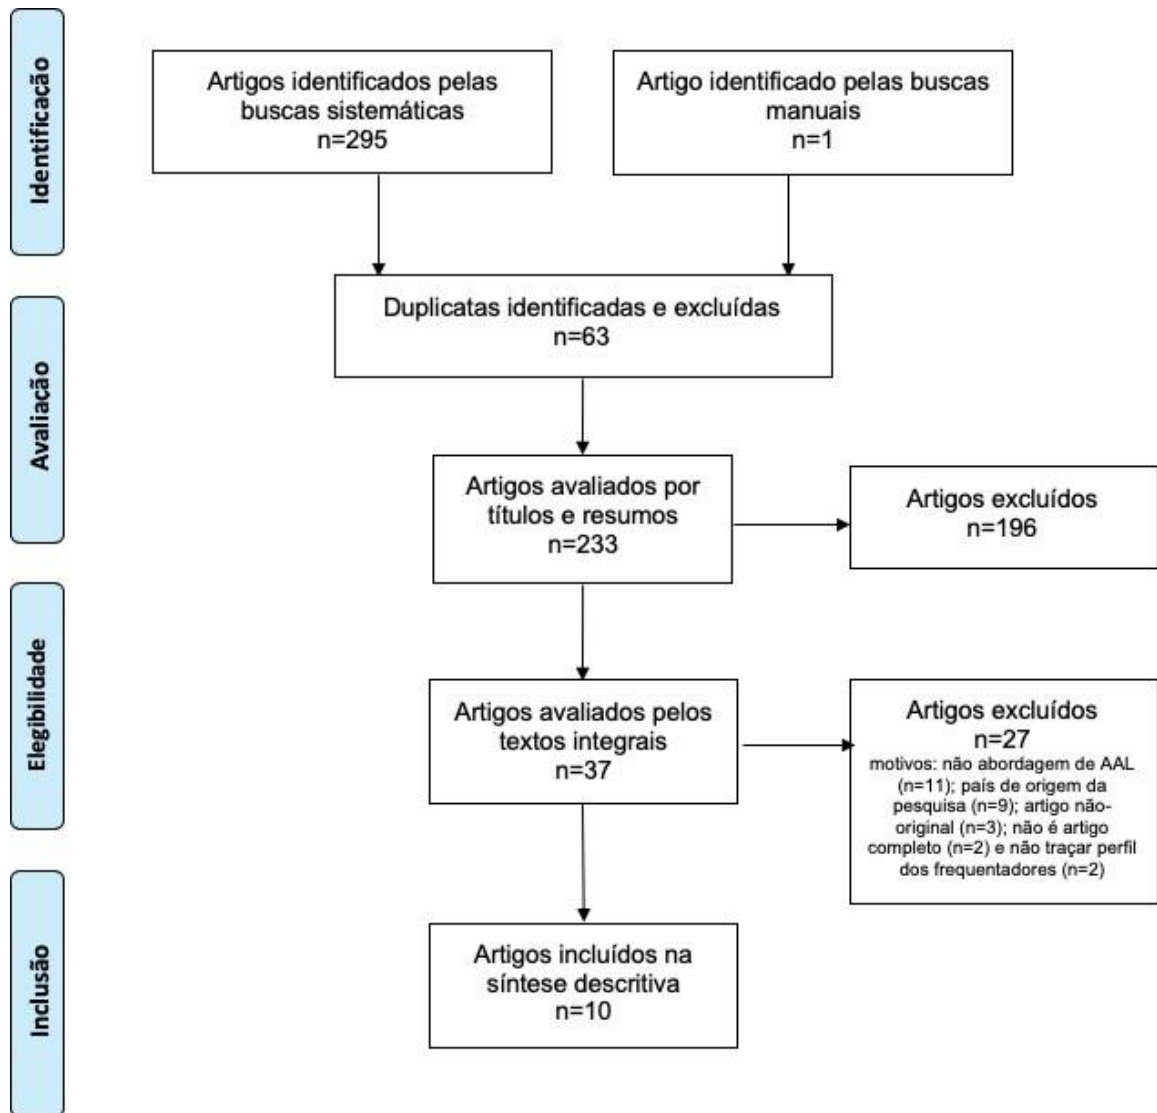 Identificação
Artigos identificados pelas
buscas sistemáticas
n=295
Artigo identificado pelas buscas
manuais
n=1
Duplicatas identificadas e excluídas
n=63
Avaliação
Artigos avaliados por
títulos e resumos
n=233
Artigos excluídos
n=196
Elegibilidade
Artigos avaliados pelos
textos integrais
n=37
Artigos excluídos
n=27
motivos: não abordagem de AAL
(n=11); país de origem da
pesquisa (n=9); artigo não-
original (n=3); não é artigo
completo (n=2) e não traçar perfil
dos frequentadores (n=2)
Inclusão
Artigos incluídos na
síntese descritiva
n=10